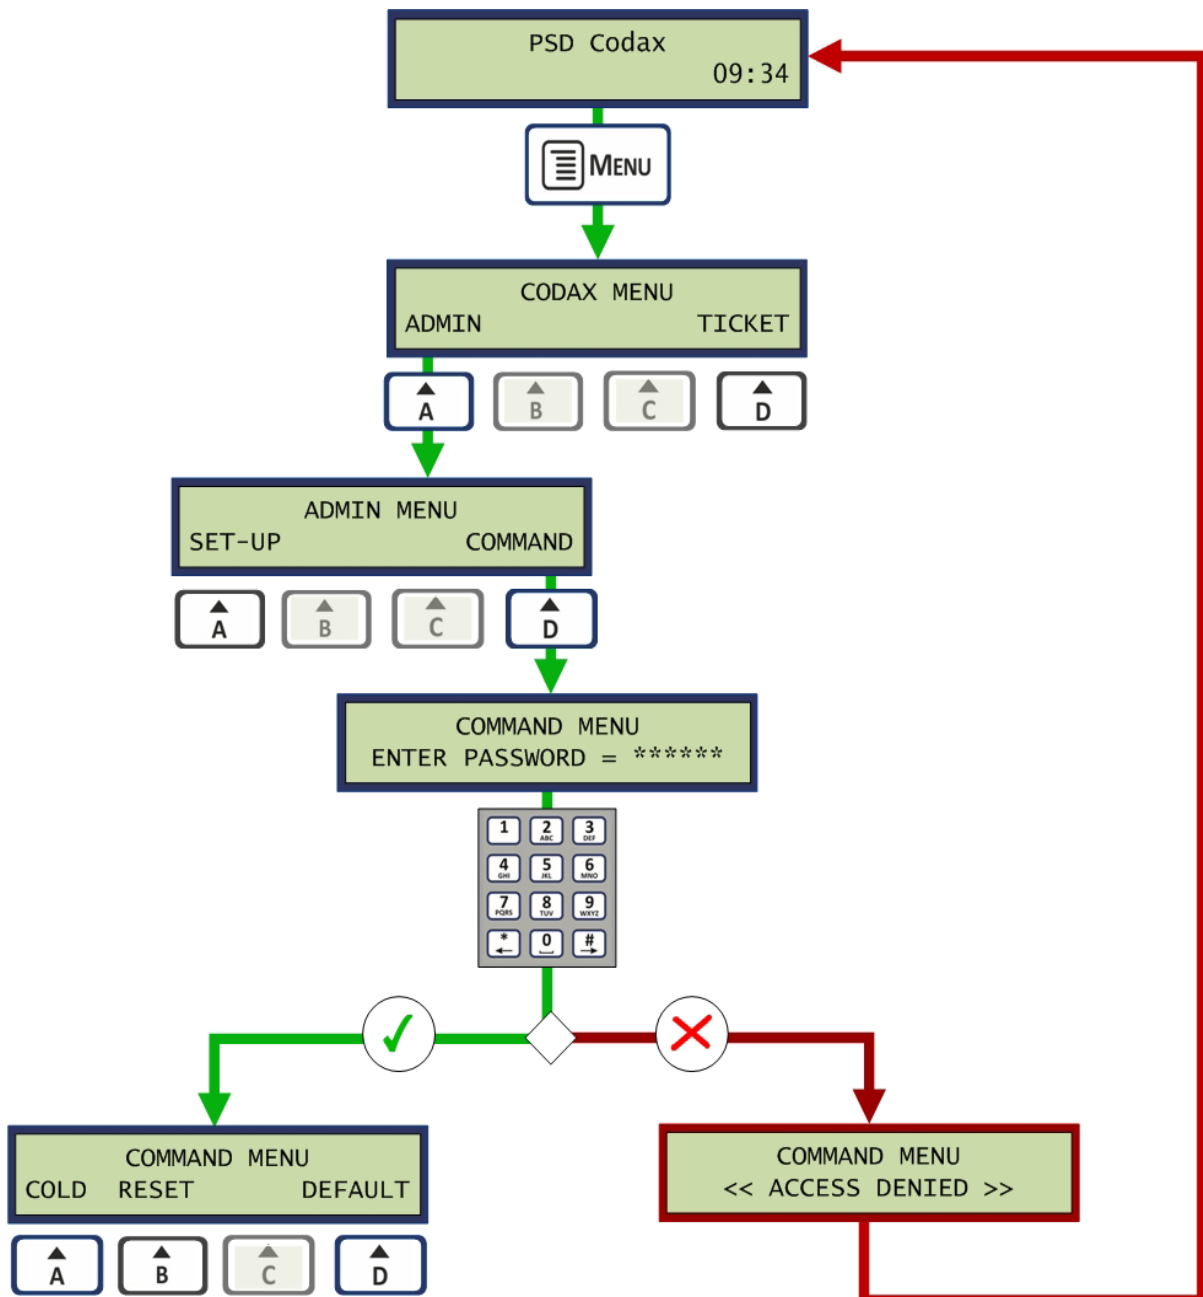 PSD Codax
09:34
MENU
CODAX MENU
ADMIN TICKET
A B C D
ADMIN MENU
SET-UP COMMAND
A B C D
COMMAND MENU
ENTER PASSWORD = ******
1 2 3
ABC DEF
4 5 6
GHI JKL MNO
7 8 9
PQRS TUV WXYZ
* 0 #
COMMAND MENU
COLD RESET DEFAULT
A B C D
COMMAND MENU
<< ACCESS DENIED >>